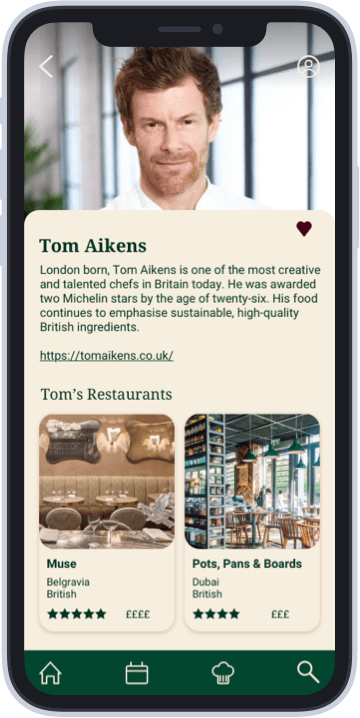 Tom Aikens
London born, Tom Aikens is one of the most creative
and talented chefs in Britain today. He was awarded
two Michelin stars by the age of twenty-six. His food
continues to emphasise sustainable, high-quality
British ingredients.
https://tomaikens.co.uk/
Tom’s Restaurants
Muse
Belgravia
British
££££
Pots, Pans & Boards
Dubai
British
£££